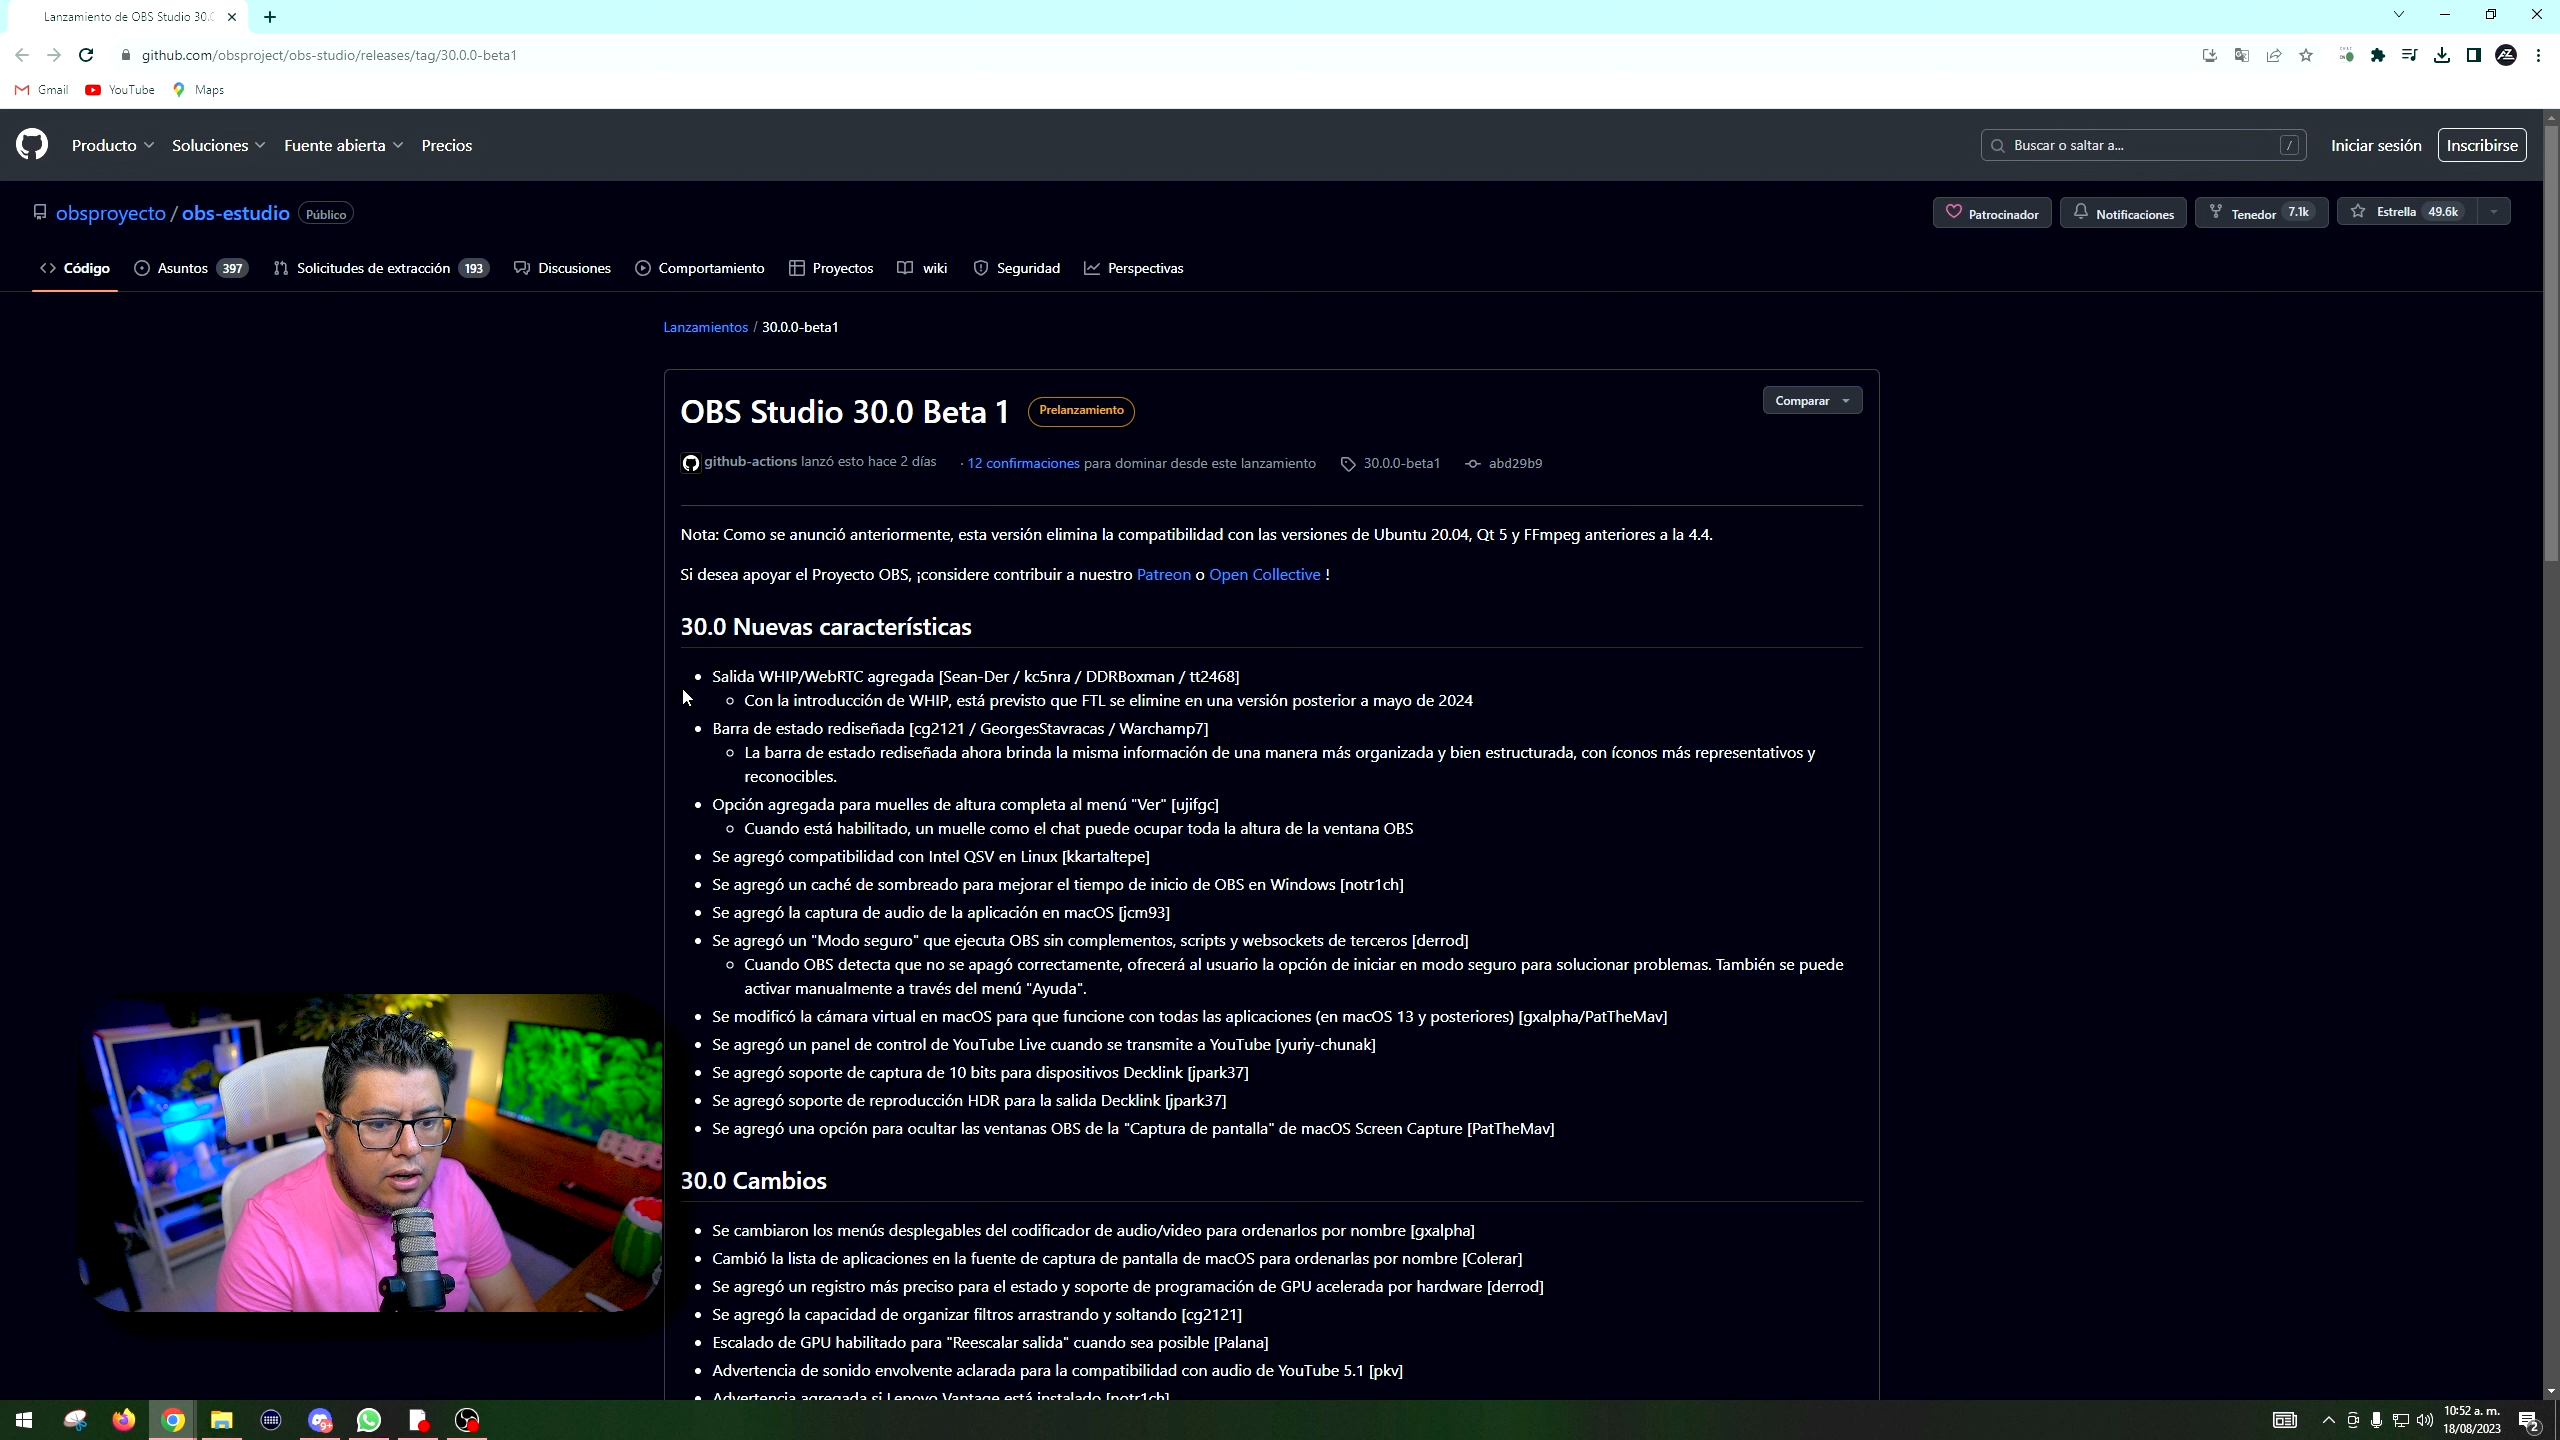 Lanzamiento de OBS Studio 30.0
github.com/obsproject/obs-studio/releases/tag/30.0.0-beta1
Gmail YouTube Maps
Producto Soluciones Fuente abierta Precios
Buscar o saltar a... /
Iniciar sesión Inscribirse
obsproyecto / obs-estudio Público
Patrocinador Notificaciones Tenedor 7.1k Estrella 49.6k
Código Asuntos 397 Solicitudes de extracción 193 Discusiones Comportamiento Proyectos wiki Seguridad Perspectivas
Lanzamientos / 30.0.0-beta1
OBS Studio 30.0 Beta 1 Prelanzamiento
Comparar
github-actions lanzó esto hace 2 días · 12 confirmaciones para dominar desde este lanzamiento 30.0.0-beta1 abd29b9
Nota: Como se anunció anteriormente, esta versión elimina la compatibilidad con las versiones de Ubuntu 20.04, Qt 5 y FFmpeg anteriores a la 4.4.
Si desea apoyar el Proyecto OBS, ¡considere contribuir a nuestro Patreon o Open Collective !
30.0 Nuevas características
Salida WHIP/WebRTC agregada [Sean-Der / kc5nra / DDRBoxman / tt2468]
Con la introducción de WHIP, está previsto que FTL se elimine en una versión posterior a mayo de 2024
Barra de estado rediseñada [cg2121 / GeorgesStavracas / Warchamp7]
La barra de estado rediseñada ahora brinda la misma información de una manera más organizada y bien estructurada, con íconos más representativos y
reconocibles.
Opción agregada para muelles de altura completa al menú "Ver" [ujifgc]
Cuando está habilitado, un muelle como el chat puede ocupar toda la altura de la ventana OBS
Se agregó compatibilidad con Intel QSV en Linux [kkartaltepe]
Se agregó un caché de sombreado para mejorar el tiempo de inicio de OBS en Windows [notr1ch]
Se agregó la captura de audio de la aplicación en macOS [jcm93]
Se agregó un "Modo seguro" que ejecuta OBS sin complementos, scripts y websockets de terceros [derrod]
Cuando OBS detecta que no se apagó correctamente, ofrecerá al usuario la opción de iniciar en modo seguro para solucionar problemas. También se puede
activar manualmente a través del menú "Ayuda".
Se modificó la cámara virtual en macOS para que funcione con todas las aplicaciones (en macOS 13 y posteriores) [gxalpha/PatTheMav]
Se agregó un panel de control de YouTube Live cuando se transmite a YouTube [yuriy-chunak]
Se agregó soporte de captura de 10 bits para dispositivos Decklink [jpark37]
Se agregó soporte de reproducción HDR para la salida Decklink [jpark37]
Se agregó una opción para ocultar las ventanas OBS de la "Captura de pantalla" de macOS Screen Capture [PatTheMav]
30.0 Cambios
Se cambiaron los menús desplegables del codificador de audio/video para ordenarlos por nombre [gxalpha]
Cambió la lista de aplicaciones en la fuente de captura de pantalla de macOS para ordenarlas por nombre [Colerar]
Se agregó un registro más preciso para el estado y soporte de programación de GPU acelerada por hardware [derrod]
Se agregó la capacidad de organizar filtros arrastrando y soltando [cg2121]
Escalado de GPU habilitado para "Reescalar salida" cuando sea posible [Palana]
Advertencia de sonido envolvente aclarada para la compatibilidad con audio de YouTube 5.1 [pkv]
Advertencia agregada si Lenovo Vantage está instalado [notr1ch]
10:52 a. m.
18/08/2023
2